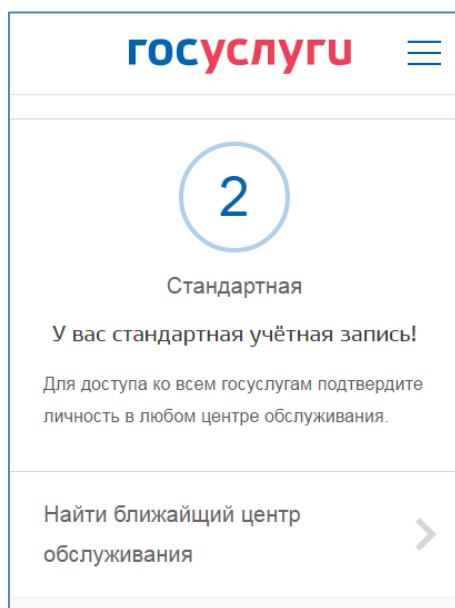 госуслуги
2
Стандартная
У вас стандартная учётная запись!
Для доступа ко всем госуслугам подтвердите
личность в любом центре обслуживания.
Найти ближайщий центр
обслуживания